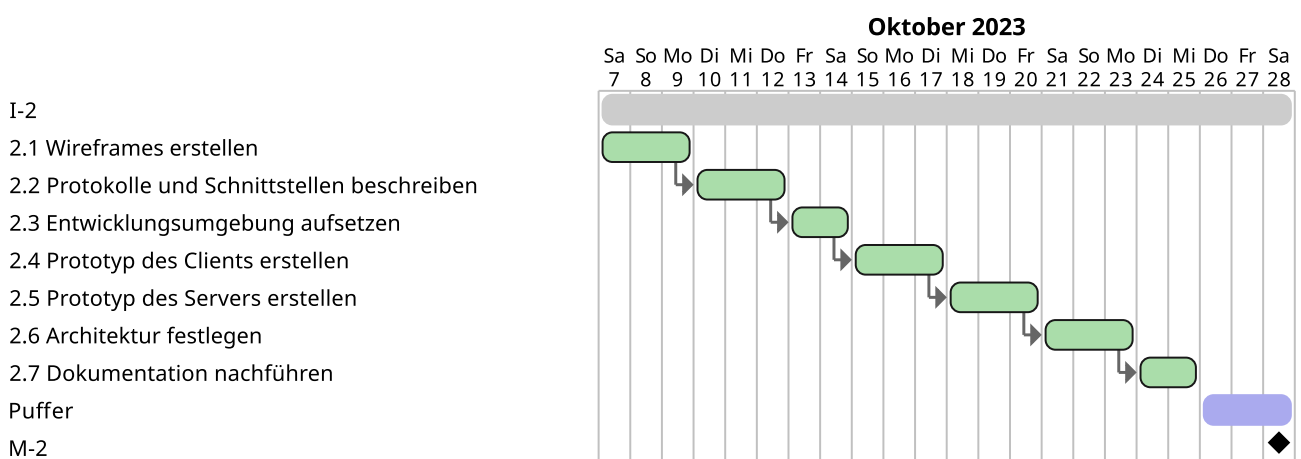 Oktober 2023
Sa So Mo Di Mi Do Fr Sa So Mo Di Mi Do Fr Sa So Mo Di Mi Do Fr Sa
7 8 9 10 11 12 13 14 15 16 17 18 19 20 21 22 23 24 25 26 27 28
I-2
2.1 Wireframes erstellen
2.2 Protokolle und Schnittstellen beschreiben
2.3 Entwicklungsumgebung aufsetzen
2.4 Prototyp des Clients erstellen
2.5 Prototyp des Servers erstellen
2.6 Architektur festlegen
2.7 Dokumentation nachführen
Puffer
M-2